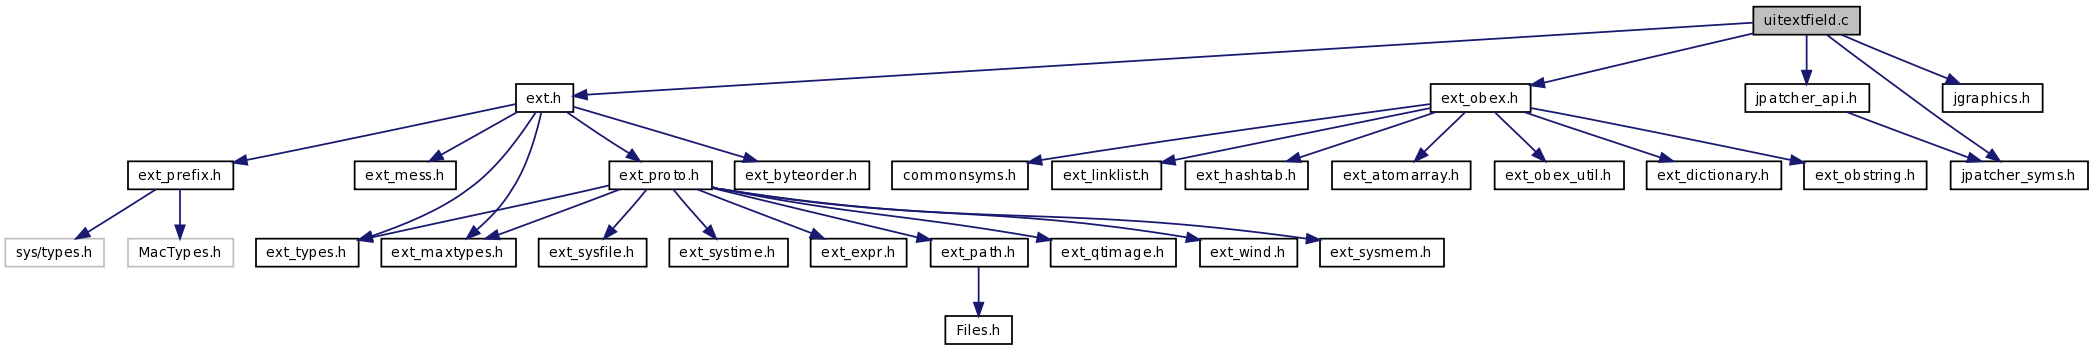 uitextfield.c
ext.h
ext_obex.h
jpatcher_api.h
jgraphics.h
ext_prefix.h
ext_mess.h
ext_proto.h
ext_byteorder.h
commonsyms.h
ext_linklist.h
ext_hashtab.h
ext_atomarray.h
ext_obex_util.h
ext_dictionary.h
ext_obstring.h
jpatcher_syms.h
sys/types.h
MacTypes.h
ext_types.h
ext_maxtypes.h
ext_sysfile.h
ext_systime.h
ext_expr.h
ext_path.h
ext_qtimage.h
ext_wind.h
ext_sysmem.h
Files.h